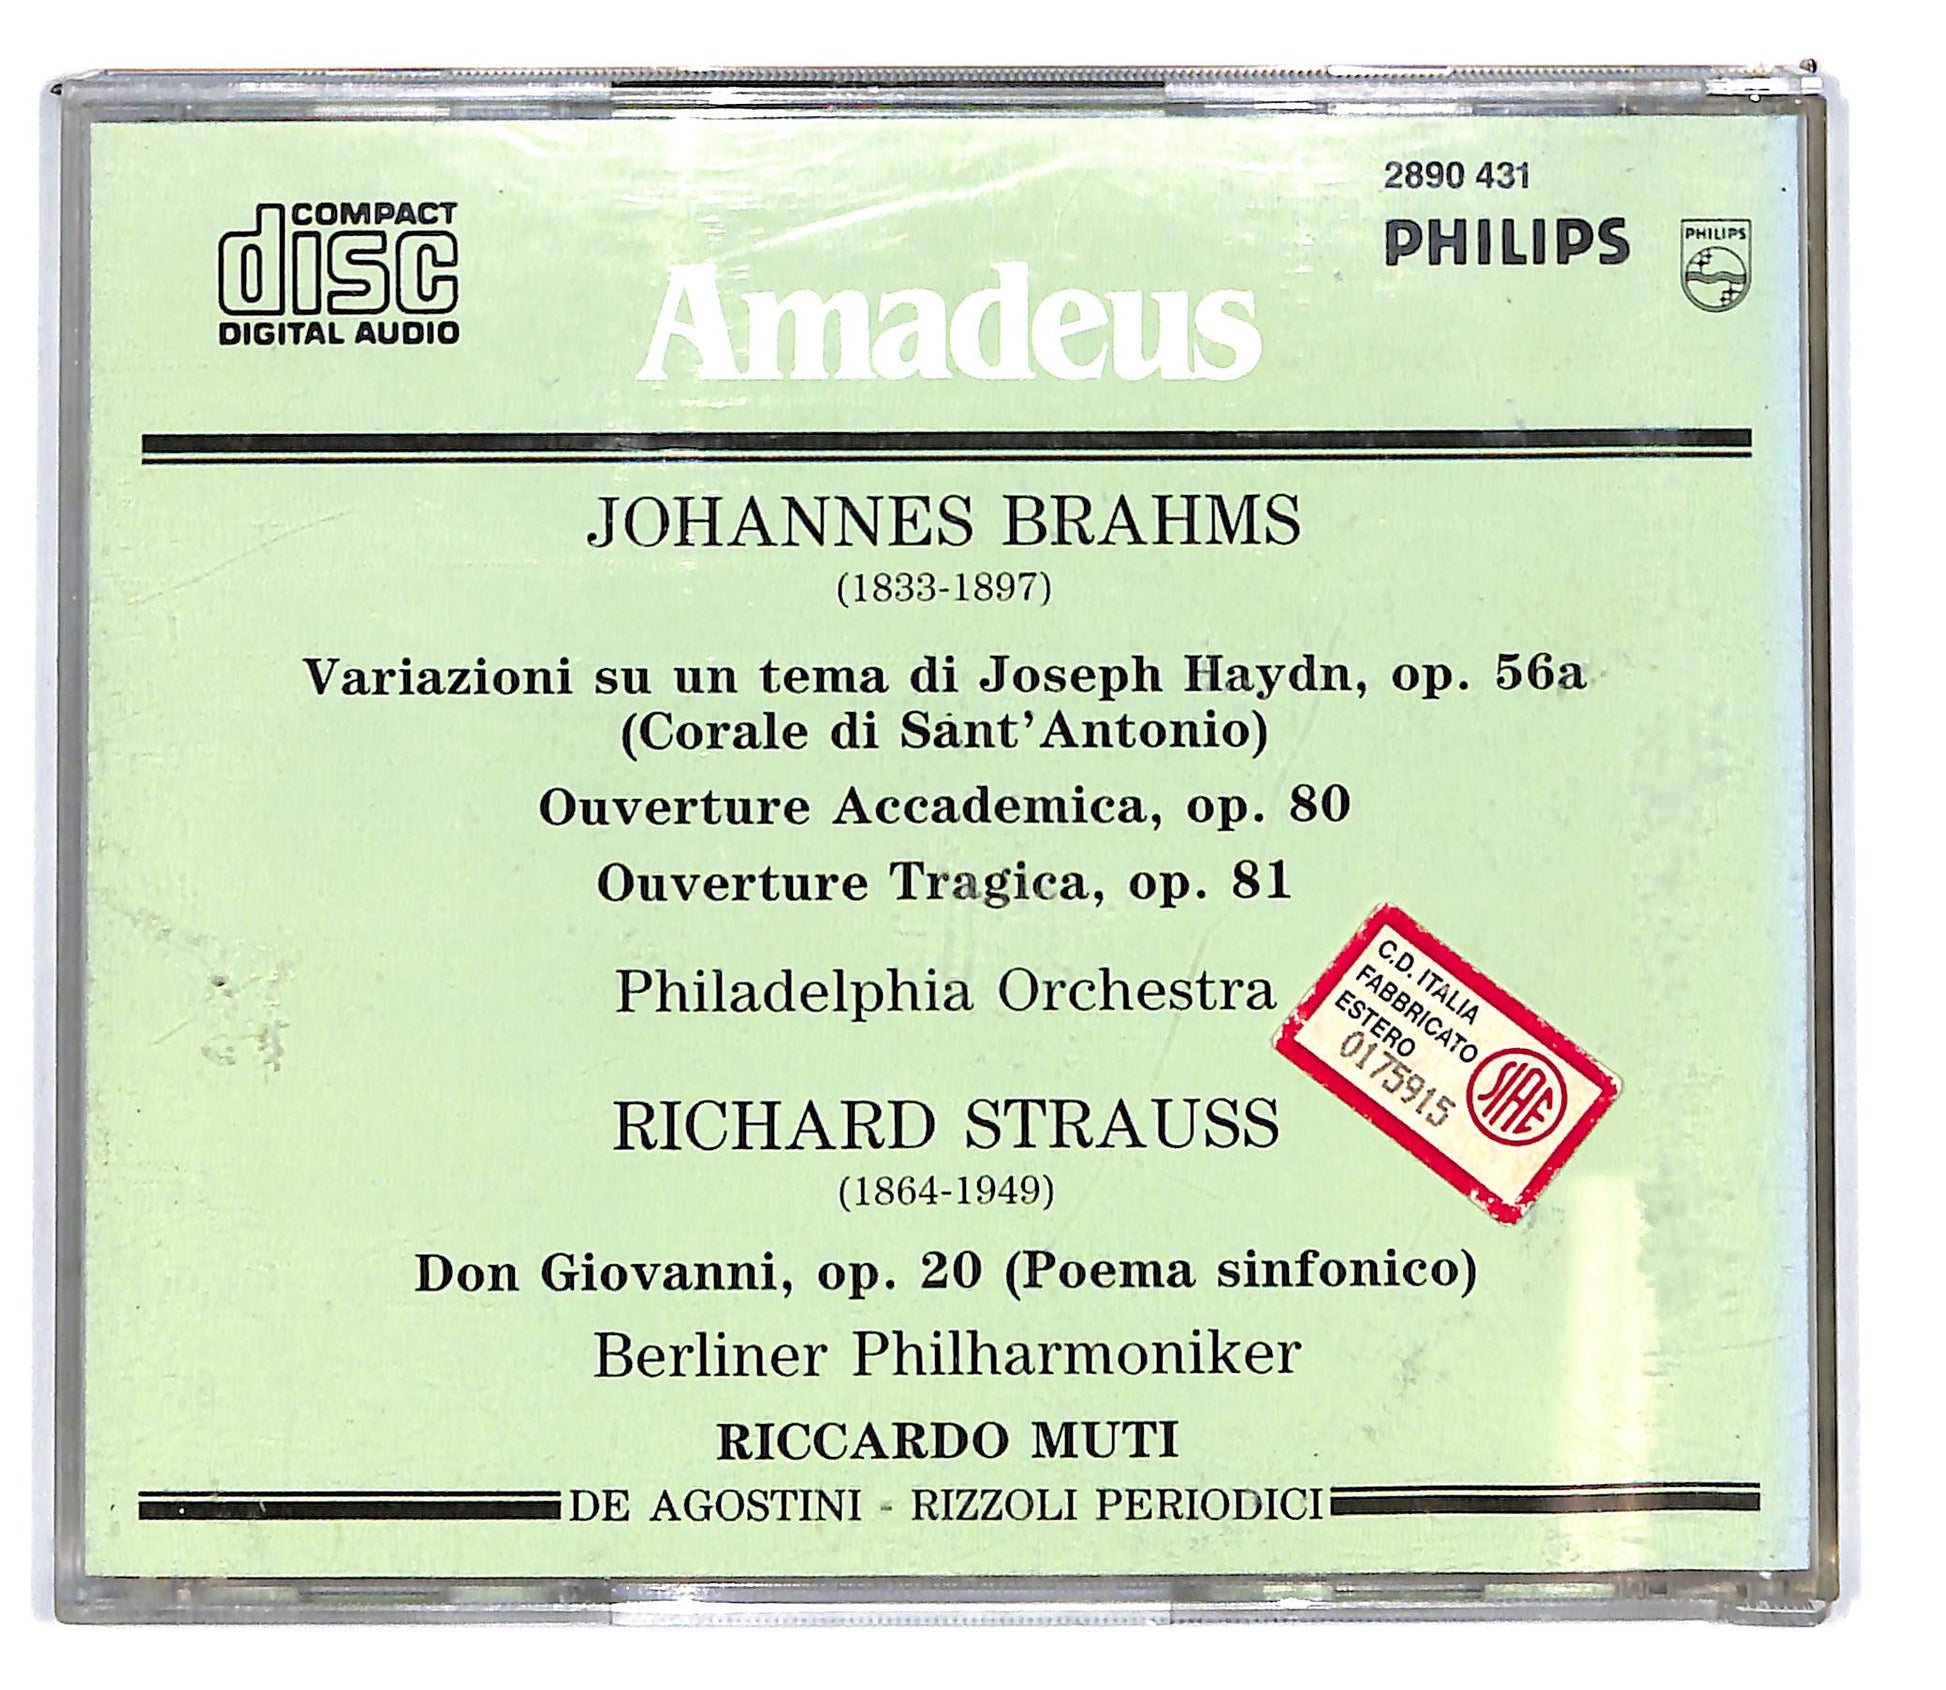 2890 431
COMPACT
disc
DIGITAL AUDIO
PHILIPS
PHILIPS
Amadeus
JOHANNES BRAHMS
(1833-1897)
Variazioni su un tema di Joseph Haydn, op. 56a
(Corale di Sant'Antonio)
Ouverture Accademica, op. 80
Ouverture Tragica, op. 81
Philadelphia Orchestra
C.D. ITALIA
FABBRICATO
ESTERO
0175915
SIAE
RICHARD STRAUSS
(1864-1949)
Don Giovanni, op. 20 (Poema sinfonico)
Berliner Philharmoniker
RICCARDO MUTI
DE AGOSTINI - RIZZOLI PERIODICI